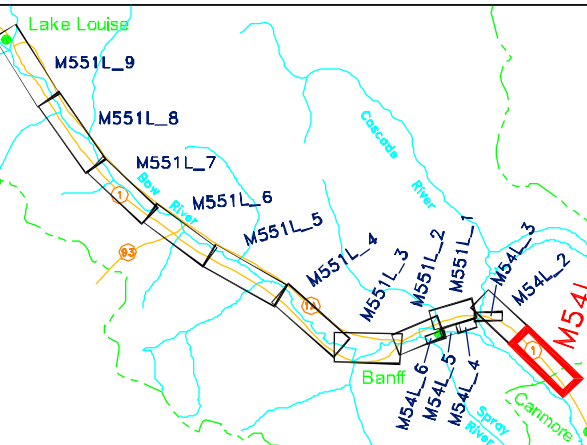 Lake Louise
M551L_9
M551L_8
M551L_7
M551L_6
M551L_5
M551L_4
M551L_3
M551L_2
M551L_1
M54L_3
M54L_2
M54L
Bow River
Cascade River
1
93
1
Banff
M54L_6
M54L_5
M54L_4
Spray River
Canmore